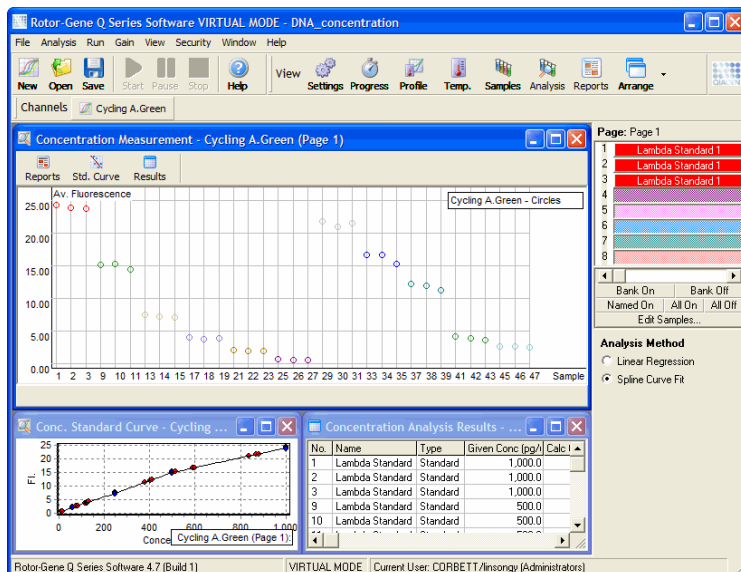 Rotor-Gene Q Series Software VIRTUAL MODE - DNA_concentration
File Analysis Run Gain View Security Window Help
New Open Save Start Pause Stop Help View Settings Progress Profile Temp. Samples Analysis Reports Arrange
Channels Cycling A.Green
Concentration Measurement - Cycling A.Green (Page 1)
Reports Std. Curve Results
Av. Fluorescence
Cycling A.Green - Circles
25.00
20.00
15.00
10.00
5.00
0.00
1 2 3 9 10 11 13 14 15 17 18 19 21 22 23 25 26 27 29 30 31 33 34 35 37 38 39 41 42 43 45 46 47 Sample
Page: Page 1
1 Lambda Standard 1
2 Lambda Standard 1
3 Lambda Standard 1
4
5
6
7
8
Bank On Bank Off
Named On All On All Off
Edit Samples...
Analysis Method
Linear Regression
Spline Curve Fit
Conc. Standard Curve - Cycling ...
25
20
15
10
5
0
Fl.
0 200 400 600 800 1,000
Cycling A.Green (Page 1):
Concentration Analysis Results - ...
No. Name Type Given Conc (pg/ Calc
1 Lambda Standard Standard 1,000.0
2 Lambda Standard Standard 1,000.0
3 Lambda Standard Standard 1,000.0
9 Lambda Standard Standard 500.0
10 Lambda Standard Standard 500.0
Rotor-Gene Q Series Software 4.7 (Build 1) VIRTUAL MODE Current User: CORBETT/linsongy (Administrators)